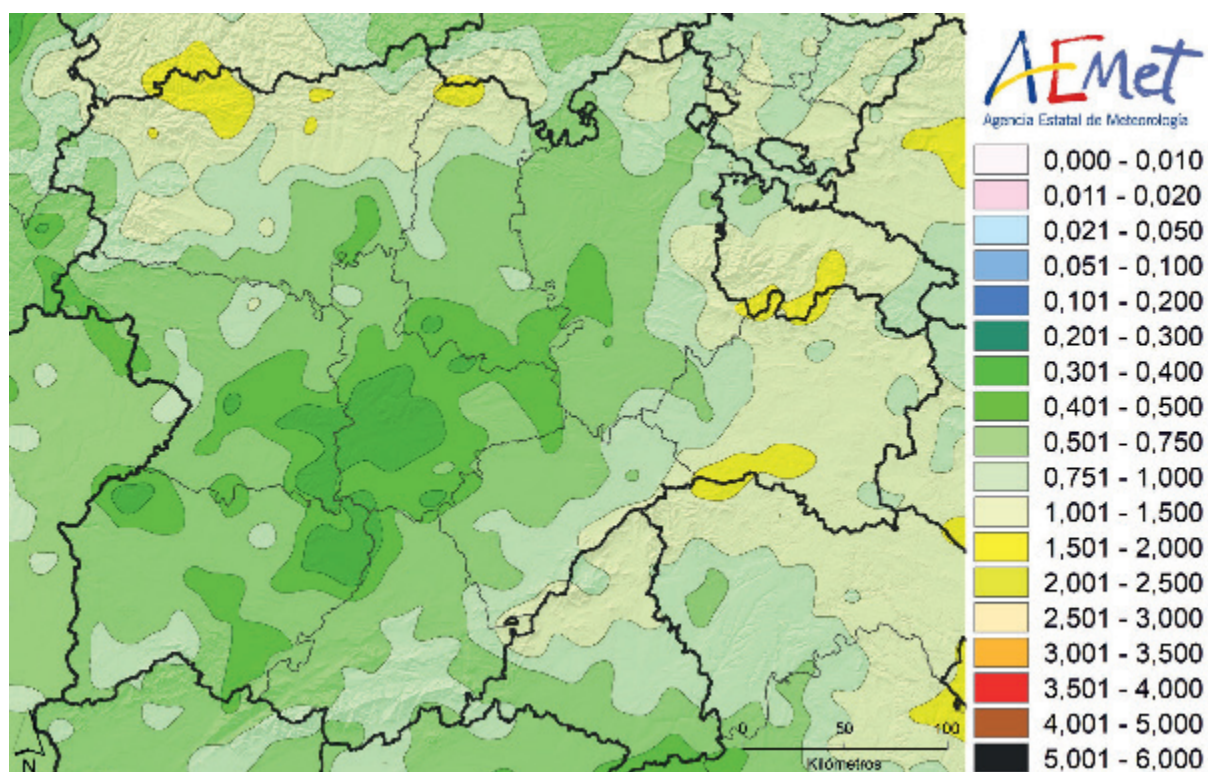 AEMet
Agencia Estatal de Meteorología
0,000 - 0,010
0,011 - 0,020
0,021 - 0,050
0,051 - 0,100
0,101 - 0,200
0,201 - 0,300
0,301 - 0,400
0,401 - 0,500
0,501 - 0,750
0,751 - 1,000
1,001 - 1,500
1,501 - 2,000
2,001 - 2,500
2,501 - 3,000
3,001 - 3,500
3,501 - 4,000
4,001 - 5,000
5,001 - 6,000
0 50 100
Kilómetros
N